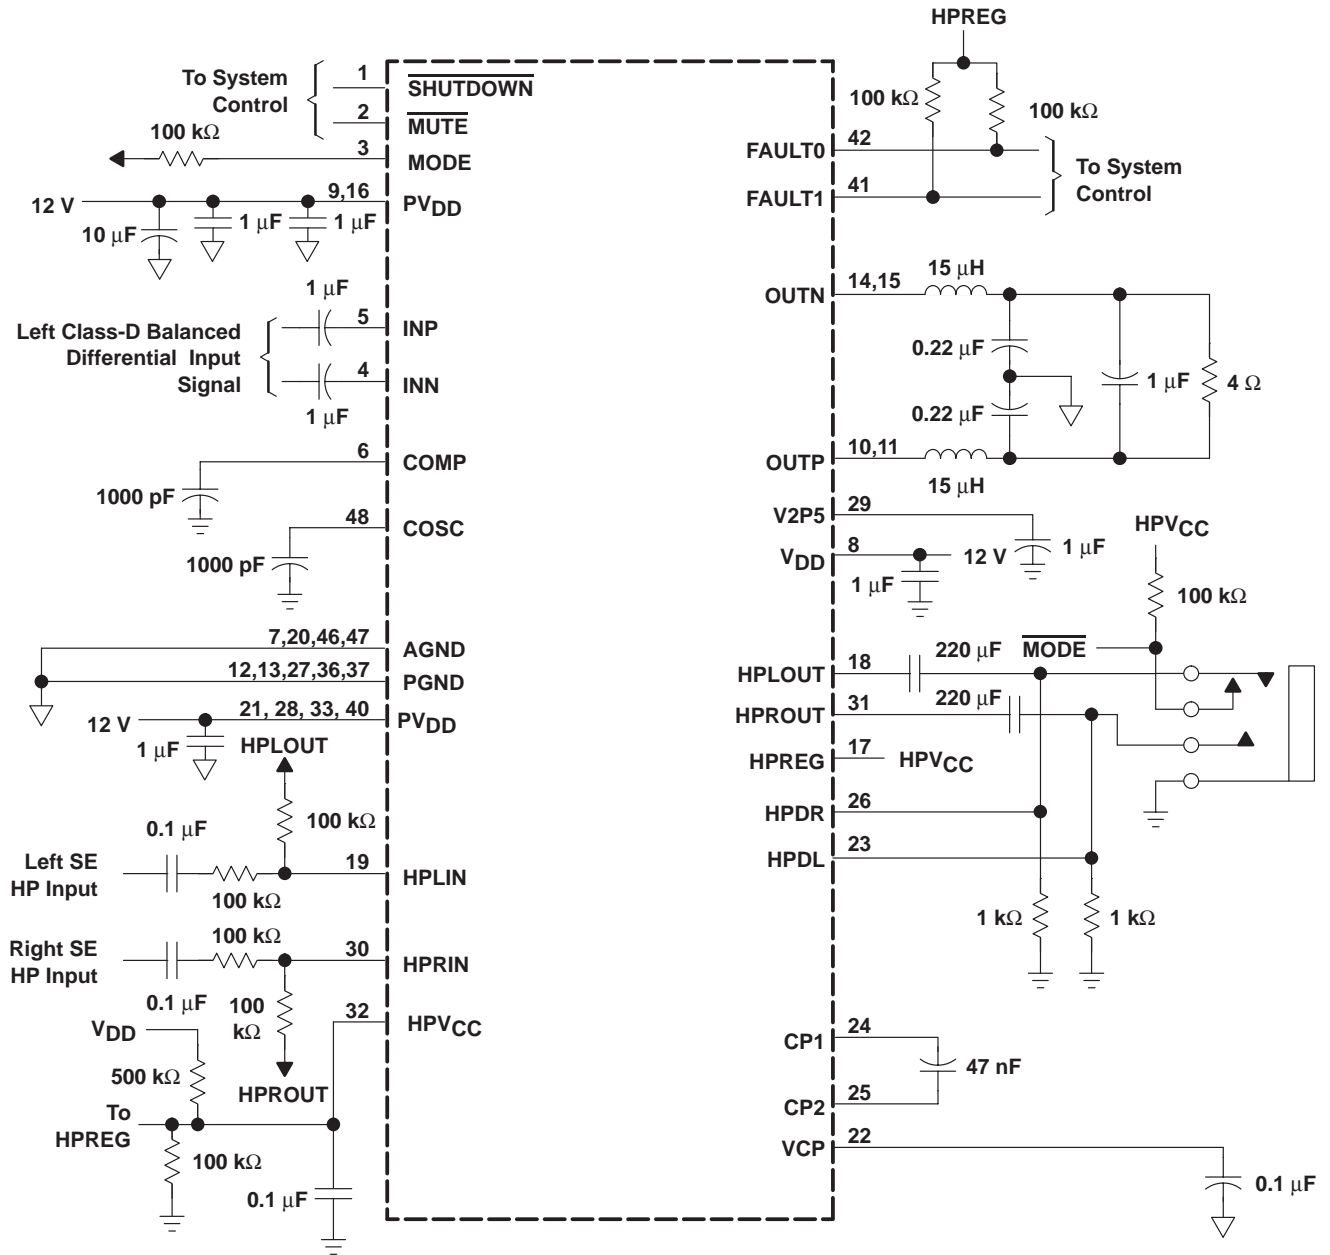 HPREG
To System
Control
1
SHUTDOWN
2
MUTE
100 kΩ
3
MODE
9,16
12 V
PVDD
10 μF
1 μF
1 μF
1 μF
5
INP
Left Class-D Balanced
Differential Input
Signal
4
INN
1 μF
6
COMP
1000 pF
48
COSC
1000 pF
7,20,46,47
AGND
12,13,27,36,37
PGND
21, 28, 33, 40
12 V
PVDD
1 μF
HPLOUT
100 kΩ
0.1 μF
Left SE
HP Input
19
HPLIN
100 kΩ
100 kΩ
Right SE
HP Input
30
HPRIN
0.1 μF
100
kΩ
32
HPVCC
VDD
500 kΩ
HPROUT
To
HPREG
100 kΩ
0.1 μF
100 kΩ
100 kΩ
42
FAULT0
41
FAULT1
To System
Control
15 μH
14,15
OUTN
0.22 μF
1 μF
4 Ω
0.22 μF
10,11
OUTP
15 μH
29
V2P5
8
VDD
12 V
1 μF
1 μF
HPVCC
100 kΩ
MODE
220 μF
18
HPLOUT
220 μF
31
HPROUT
17
HPREG
HPVCC
26
HPDR
23
HPDL
1 kΩ
1 kΩ
24
CP1
47 nF
25
CP2
22
VCP
0.1 μF